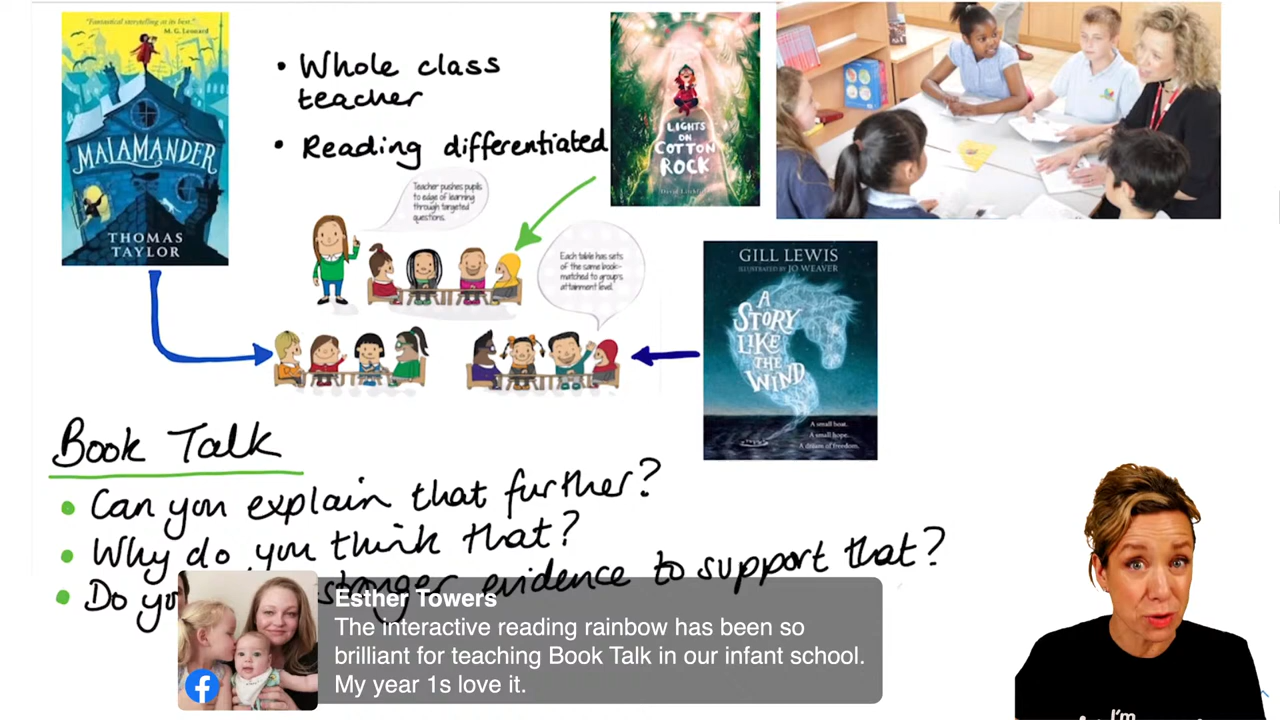 "Fantastical storytelling at its best."
M. G. Leonard
MALAMANDER
THOMAS
TAYLOR
• Whole class
teacher
• Reading differentiated
Teacher pushes pupils
to edge of learning
through targeted
questions.
Each table has sets
of the same book-
matched to group's
attainment level.
LIGHTS
ON
COTTON
ROCK
David Litchfield
GILL LEWIS
ILLUSTRATED BY JO WEAVER
A
STORY
LIKE
THE
WIND
A small boat.
A small hope.
A dream of freedom.
Book Talk
• Can you explain that further?
• Why do you think that?
• Do stronger evidence to support that?
Esther Towers
The interactive reading rainbow has been so
brilliant for teaching Book Talk in our infant school.
My year 1s love it.
I'm